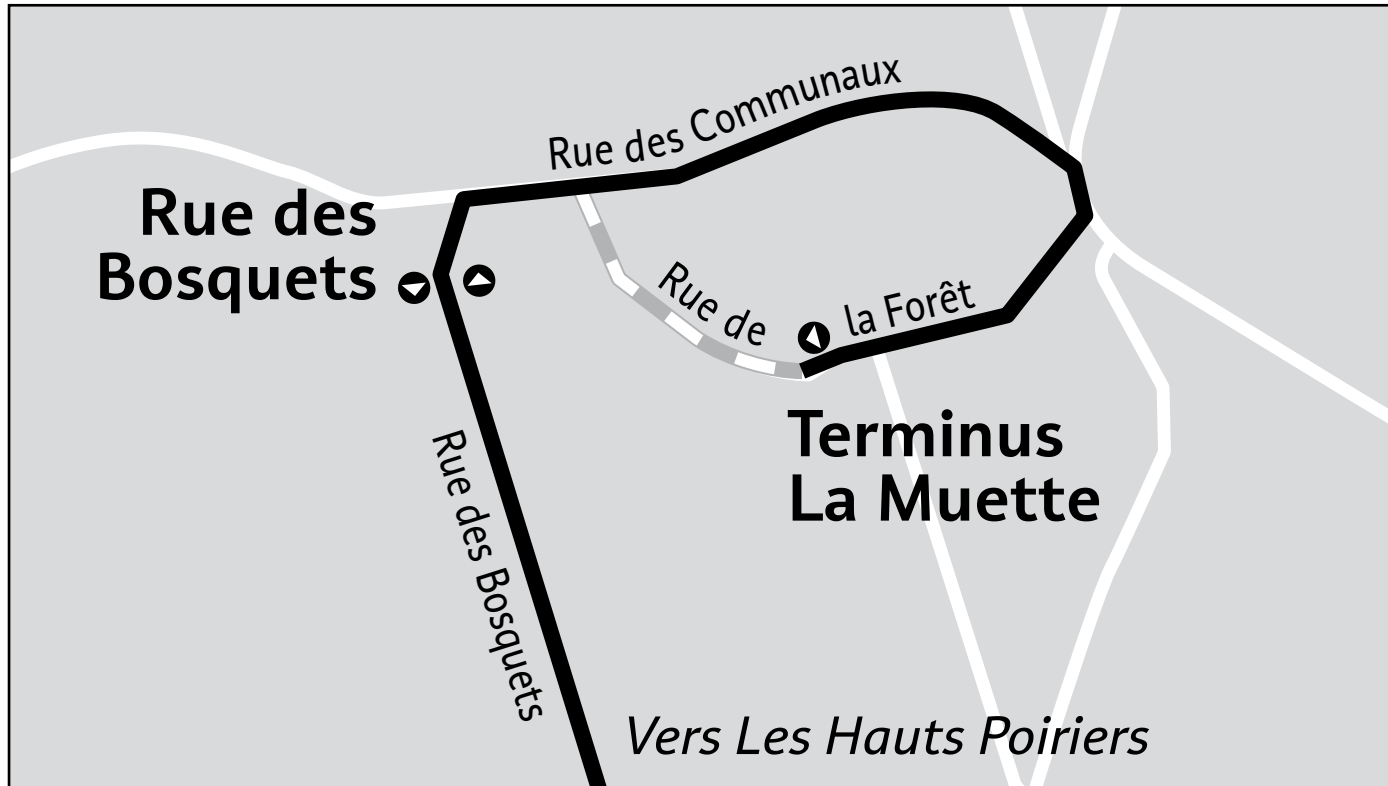 Rue des Communaux
Rue des
Bosquets
Rue de la Forêt
Terminus
La Muette
Rue des Bosquets
Vers Les Hauts Poiriers